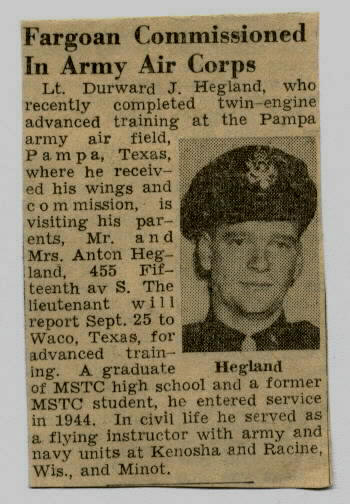 Fargoan Commissioned
In Army Air Corps
Lt. Durward J. Hegland, who
recently completed twin-engine
advanced training at the Pampa
army air field,
Pampa, Texas,
where he receiv-
ed his wings and
commission, is
visiting his par-
ents, Mr. and
Mrs. Anton Heg-
land, 455 Fif-
teenth av S. The
lieutenant will
report Sept. 25 to
Waco, Texas, for
advanced train-
ing. A graduate
Hegland
of MSTC high school and a former
MSTC student, he entered service
in 1944. In civil life he served as
a flying instructor with army and
navy units at Kenosha and Racine,
Wis., and Minot.